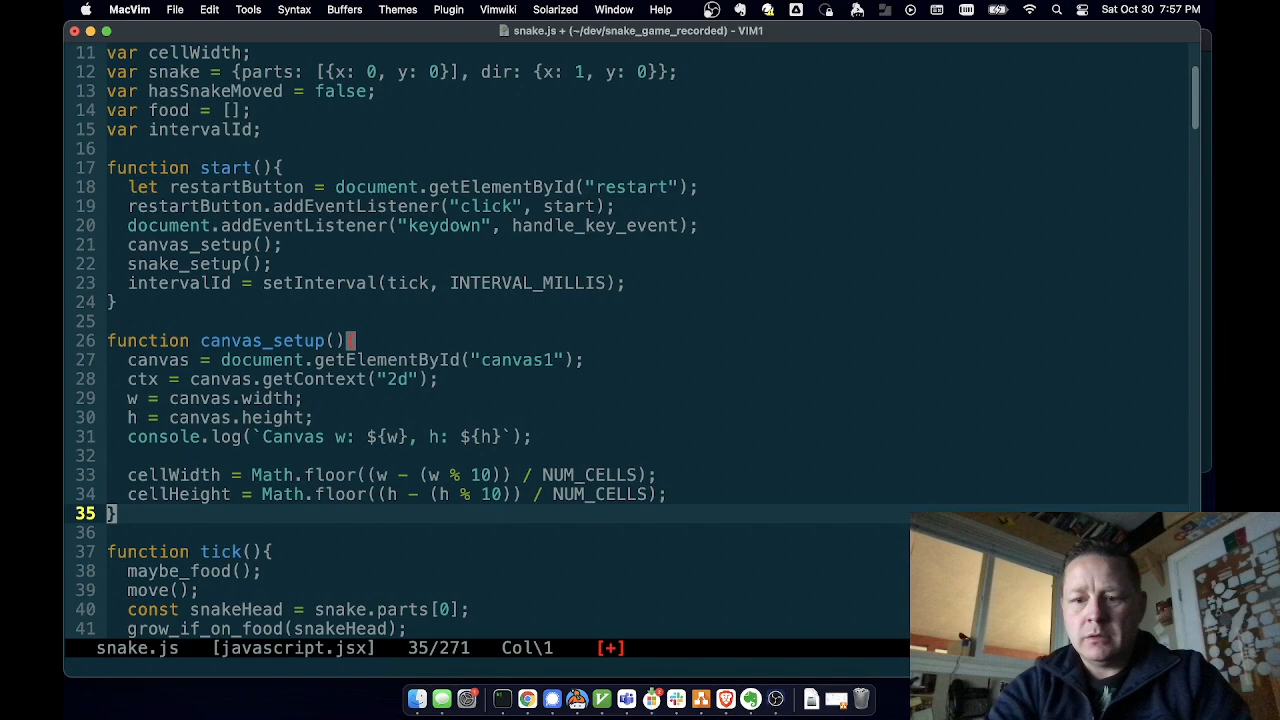 MacVim File Edit Tools Syntax Buffers Themes Plugin Vimwiki Solarized Window Help Sat Oct 30 7:57 PM
snake.js + (~/dev/snake_game_recorded) - VIM1
11 var cellWidth;
12 var snake = {parts: [{x: 0, y: 0}], dir: {x: 1, y: 0}};
13 var hasSnakeMoved = false;
14 var food = [];
15 var intervalId;
16
17 function start(){
18 let restartButton = document.getElementById("restart");
19 restartButton.addEventListener("click", start);
20 document.addEventListener("keydown", handle_key_event);
21 canvas_setup();
22 snake_setup();
23 intervalId = setInterval(tick, INTERVAL_MILLIS);
24 }
25
26 function canvas_setup(){
27 canvas = document.getElementById("canvas1");
28 ctx = canvas.getContext("2d");
29 w = canvas.width;
30 h = canvas.height;
31 console.log(`Canvas w: ${w}, h: ${h}`);
32
33 cellWidth = Math.floor((w - (w % 10)) / NUM_CELLS);
34 cellHeight = Math.floor((h - (h % 10)) / NUM_CELLS);
35 }
36
37 function tick(){
38 maybe_food();
39 move();
40 const snakeHead = snake.parts[0];
41 grow_if_on_food(snakeHead);
snake.js [javascript.jsx] 35/271 Col\1 [+]